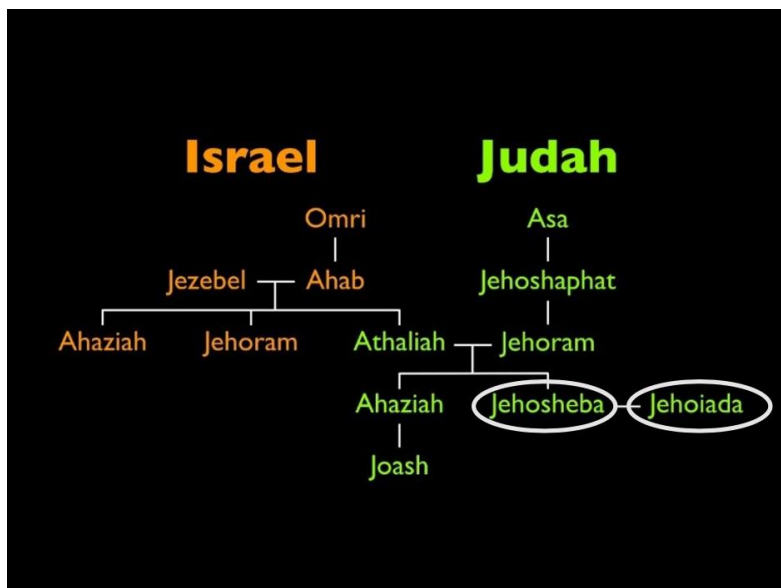 Israel Judah
Omri Asa
Jezebel Ahab Jehoshaphat
Ahaziah Jehoram Athaliah Jehoram
Ahaziah Jehosheba Jehoiada
Joash